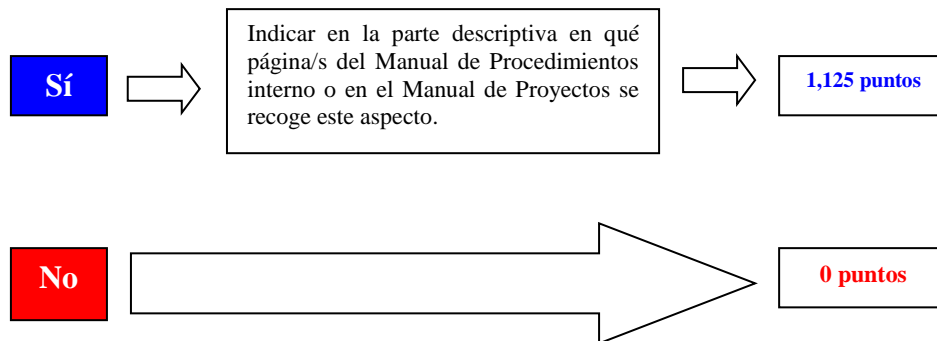 Sí
Indicar en la parte descriptiva en qué
página/s del Manual de Procedimientos
interno o en el Manual de Proyectos se
recoge este aspecto.
1,125 puntos
No
0 puntos